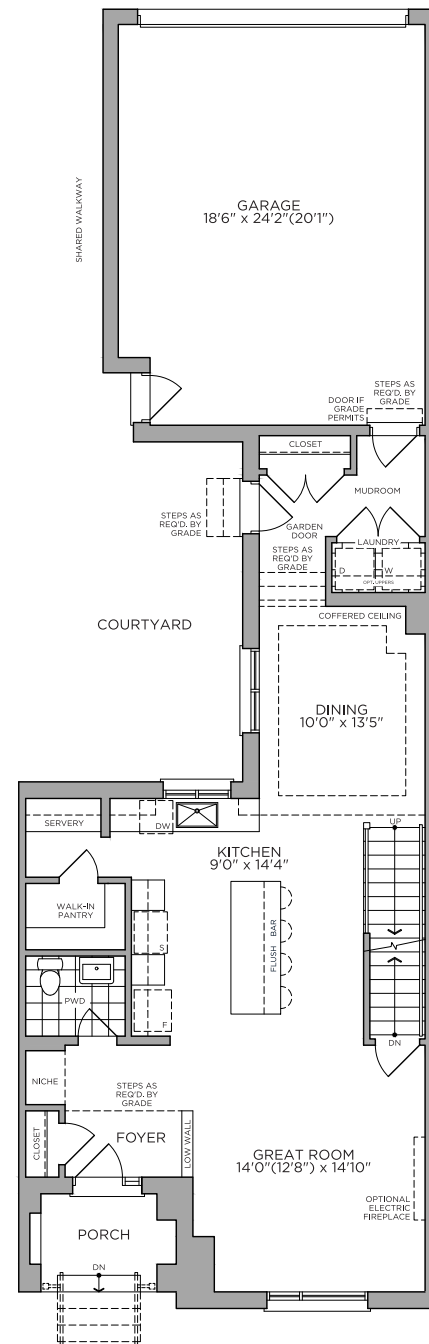 GARAGE
18'6" x 24'2"(20'1")
SHARED WALKWAY
STEPS AS
REQ'D. BY
GRADE
DOOR IF
GRADE
PERMITS
CLOSET
MUDROOM
STEPS AS
REQ'D. BY
GRADE
GARDEN
DOOR
LAUNDRY
STEPS AS
REQ'D BY
GRADE
D
W
OPT. UPPERS
COFFERED CEILING
COURTYARD
DINING
10'0" x 13'5"
SERVERY
DW
UP
KITCHEN
9'0" x 14'4"
WALK-IN
PANTRY
FLUSH BAR
S
PWD
F
DN
NICHE
STEPS AS
REQ'D. BY
GRADE
CLOSET
FOYER
LOW WALL
GREAT ROOM
14'0"(12'8") x 14'10"
OPTIONAL
ELECTRIC
FIREPLACE
PORCH
DN